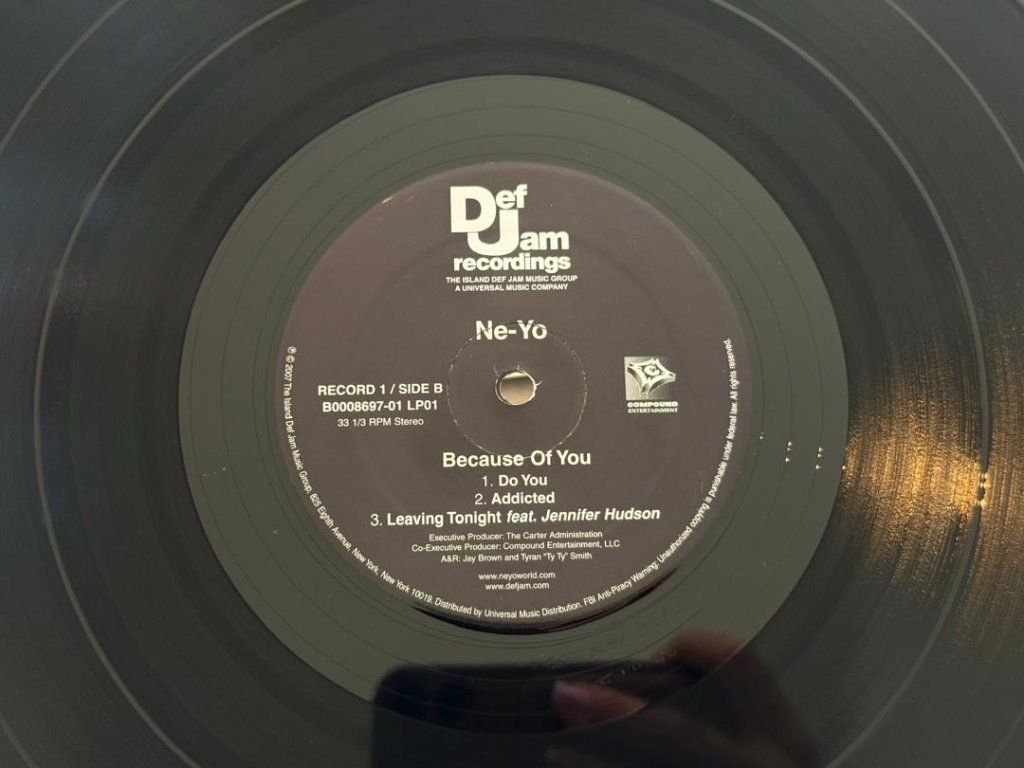 Def
Jam
recordings
THE ISLAND DEF JAM MUSIC GROUP
A UNIVERSAL MUSIC COMPANY
Ne-Yo
RECORD 1 / SIDE B
B0008697-01 LP01
33 1/3 RPM Stereo
C
COMPOUND
ENTERTAINMENT
Because Of You
1. Do You
2. Addicted
3. Leaving Tonight feat. Jennifer Hudson
Executive Producer: The Carter Administration
Co-Executive Producer: Compound Entertainment, LLC
A&R: Jay Brown and Tyran "Ty Ty" Smith
www.neyoworld.com
www.defjam.com
℗ © 2007 The Island Def Jam Music Group, 825 Eighth Avenue, New York, New York 10019. Distributed by Universal Music Distribution. FBI Anti-Piracy Warning: Unauthorized copying is punishable under federal law. All rights reserved.